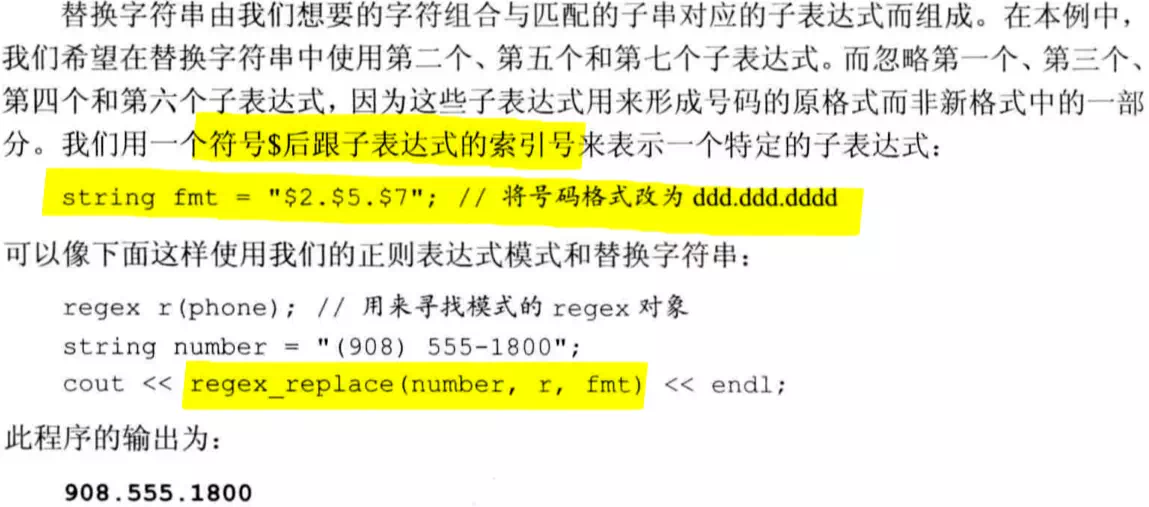 替换字符串由我们想要的字符组合与匹配的子串对应的子表达式而组成。在本例中，
我们希望在替换字符串中使用第二个、第五个和第七个子表达式。而忽略第一个、第三个、
第四个和第六个子表达式，因为这些子表达式用来形成号码的原格式而非新格式中的一部
分。我们用一个符号$后跟子表达式的索引号来表示一个特定的子表达式：
string fmt = "$2.$5.$7"; // 将号码格式改为 ddd.ddd.dddd
可以像下面这样使用我们的正则表达式模式和替换字符串：
regex r(phone); // 用来寻找模式的 regex 对象
string number = "(908) 555-1800";
cout << regex_replace(number, r, fmt) << endl;
此程序的输出为：
908.555.1800